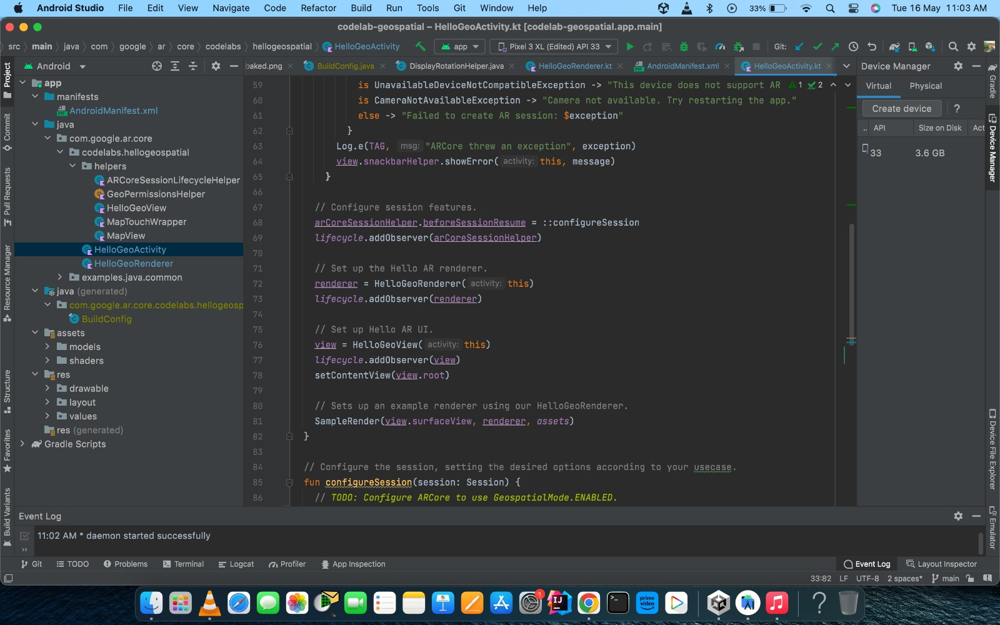 Android Studio File Edit View Navigate Code Refactor Build Run Tools Git Window Help 33% Tue 16 May 11:03 AM
codelab-geospatial – HelloGeoActivity.kt [codelab-geospatial.app.main]
src main java com google ar core codelabs hellogeospatial HelloGeoActivity app Pixel 3 XL (Edited) API 33 Git:
Android
baked.png BuildConfig.java DisplayRotationHelper.java HelloGeoRenderer.kt AndroidManifest.xml HelloGeoActivity.kt
Device Manager
Virtual Physical
Create device ?
.. API Size on Disk Act
33 3.6 GB
Project
Commit
Pull Requests
Resource Manager
Structure
Favorites
Build Variants
app
manifests
AndroidManifest.xml
java
com.google.ar.core
codelabs.hellogeospatial
helpers
ARCoreSessionLifecycleHelper
GeoPermissionsHelper
HelloGeoView
MapTouchWrapper
MapView
HelloGeoActivity
HelloGeoRenderer
examples.java.common
java (generated)
com.google.ar.core.codelabs.hellogeosp
BuildConfig
assets
models
shaders
res
drawable
layout
values
res (generated)
Gradle Scripts
59 is UnavailableDeviceNotCompatibleException -> "This device does not support AR 1 2
60 is CameraNotAvailableException -> "Camera not available. Try restarting the app."
61 else -> "Failed to create AR session: $exception"
62 }
63 Log.e(TAG, msg: "ARCore threw an exception", exception)
64 view.snackbarHelper.showError( activity: this, message)
65 }
66
67 // Configure session features.
68 arCoreSessionHelper.beforeSessionResume = ::configureSession
69 lifecycle.addObserver(arCoreSessionHelper)
70
71 // Set up the Hello AR renderer.
72 renderer = HelloGeoRenderer( activity: this)
73 lifecycle.addObserver(renderer)
74
75 // Set up Hello AR UI.
76 view = HelloGeoView( activity: this)
77 lifecycle.addObserver(view)
78 setContentView(view.root)
79
80 // Sets up an example renderer using our HelloGeoRenderer.
81 SampleRender(view.surfaceView, renderer, assets)
82 }
83
84 // Configure the session, setting the desired options according to your usecase.
85 fun configureSession(session: Session) {
86 // TODO: Configure ARCore to use GeospatialMode.ENABLED.
Gradle
Device Manager
Device File Explorer
Emulator
Event Log
11:02 AM * daemon started successfully
»
Git TODO Problems Terminal Logcat Profiler App Inspection Event Log Layout Inspector
33:82 LF UTF-8 2 spaces* main
1
IJ
prime video
?